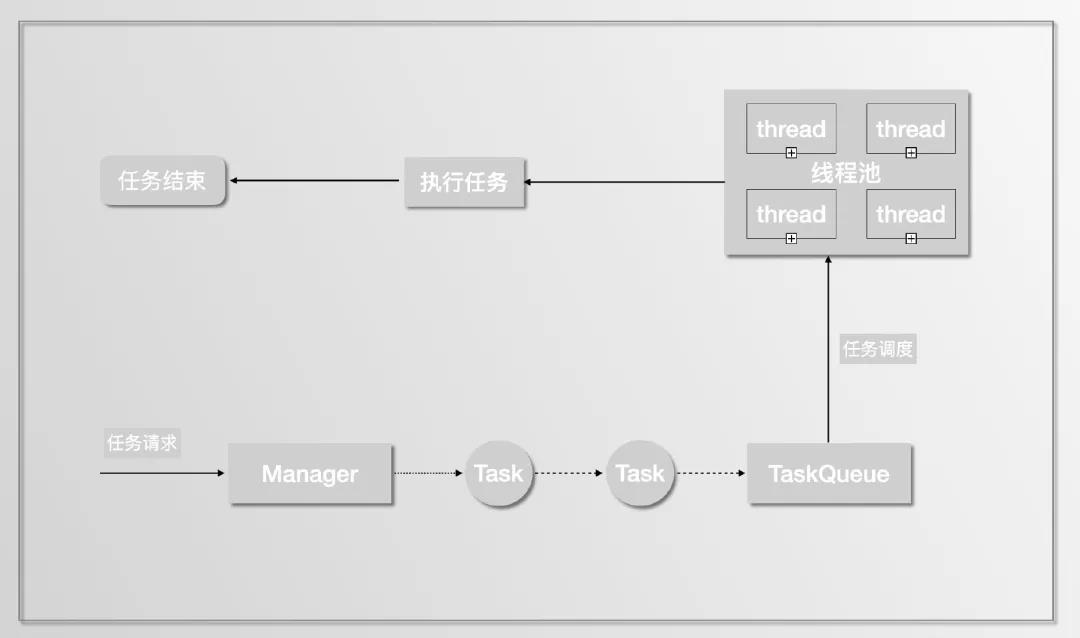 thread thread
线程池
thread thread
任务结束
执行任务
任务调度
任务请求
Manager
Task
Task
TaskQueue